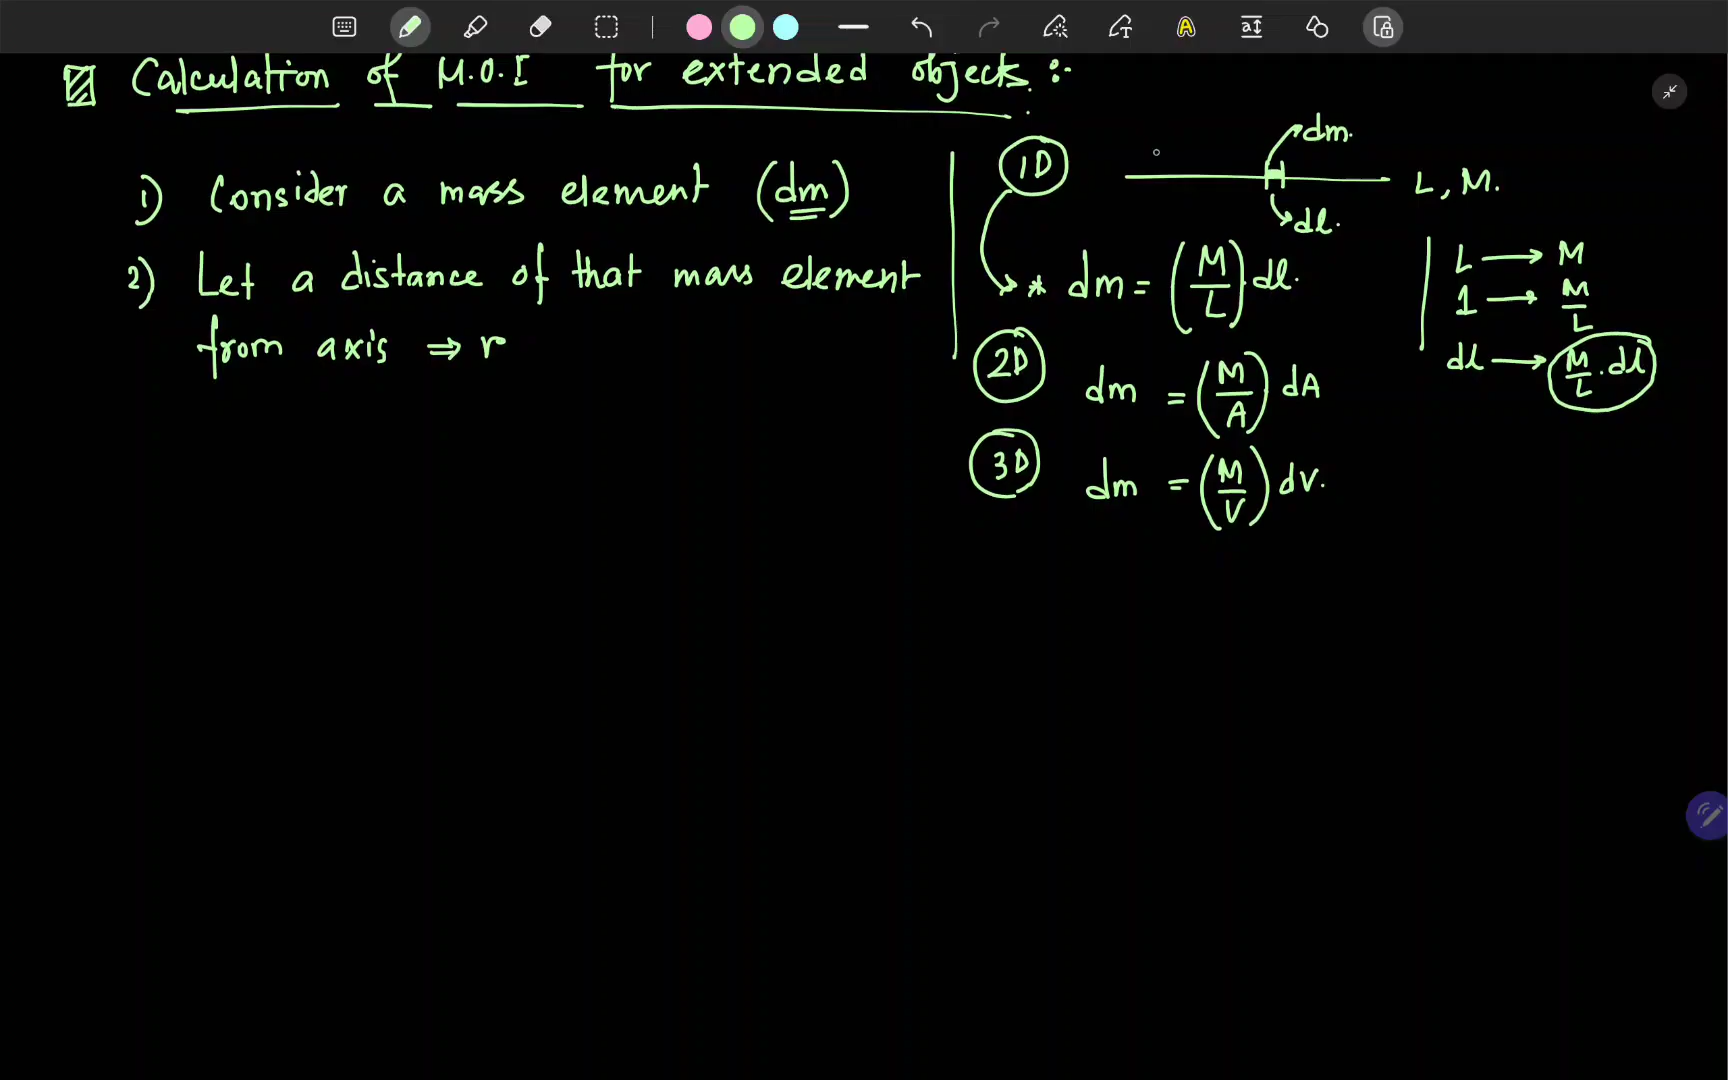 Calculation of M.O.I for extended objects :-
1) Consider a mass element (dm)
2) Let a distance of that mass element
from axis ⇒ r
1D
dm.
L, M.
dl.
* dm = (M/L) dl.
L → M
1 → M/L
dl → M/L . dl
2D dm = (M/A) dA
3D dm = (M/V) dV.